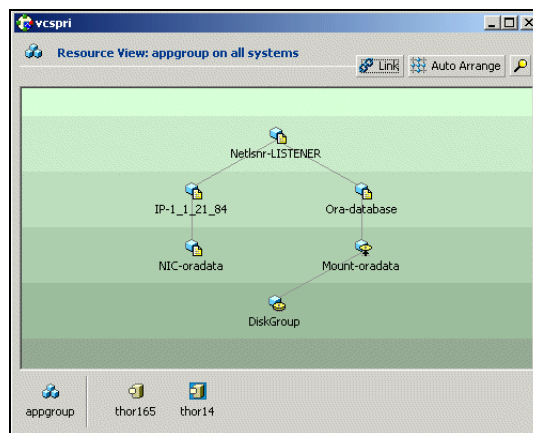 vcspri
Resource View: appgroup on all systems
Link Auto Arrange
Netlsnr-LISTENER
IP-1_1_21_84 Ora-database
NIC-oradata Mount-oradata
DiskGroup
appgroup thor165 thor14